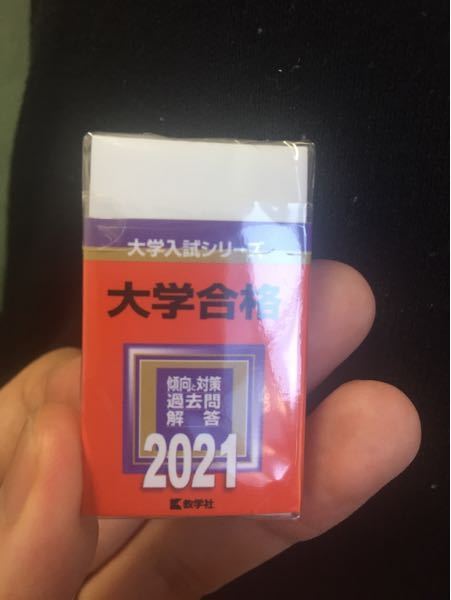 大学入試シリーズ
大学合格
傾向と対策
過去問
解答
2021
教学社